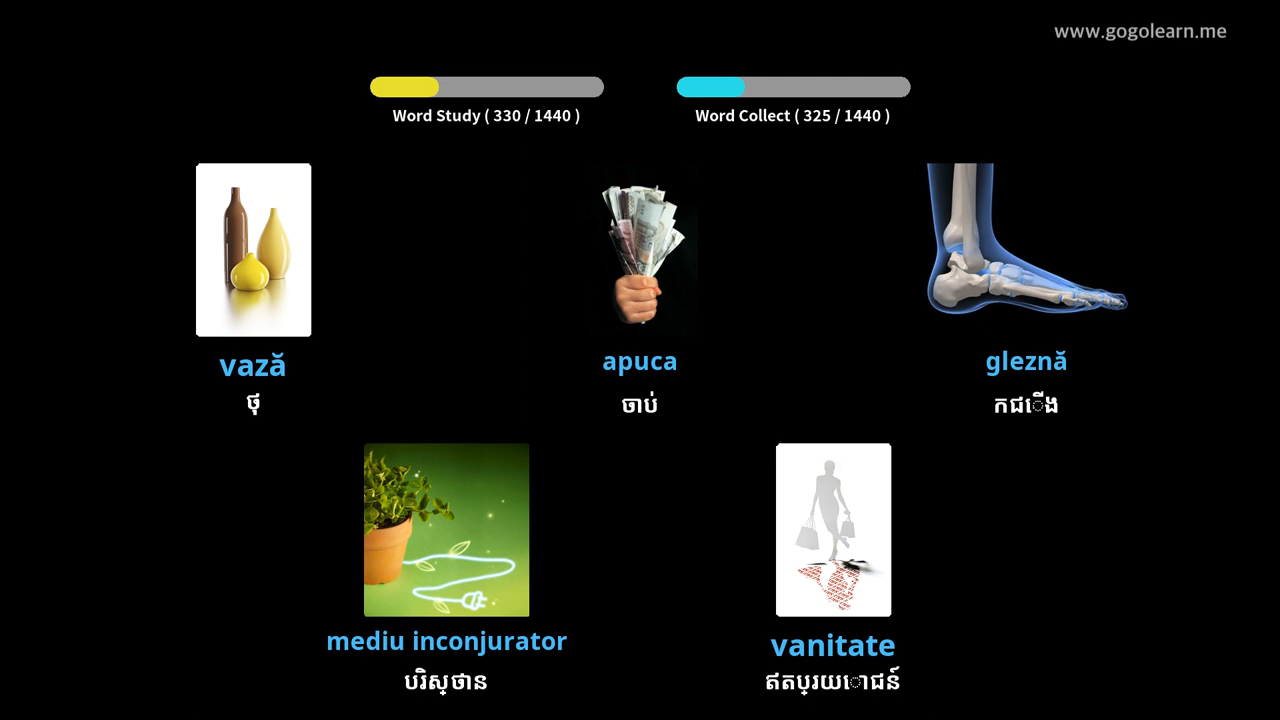 www.gogolearn.me
Word Study ( 330 / 1440 )
Word Collect ( 325 / 1440 )
vază
ថុ
apuca
ចាប់
gleznă
កជើង
mediu inconjurator
បរិស្ថាន
vanitate
ឥតប្រយោជន៍